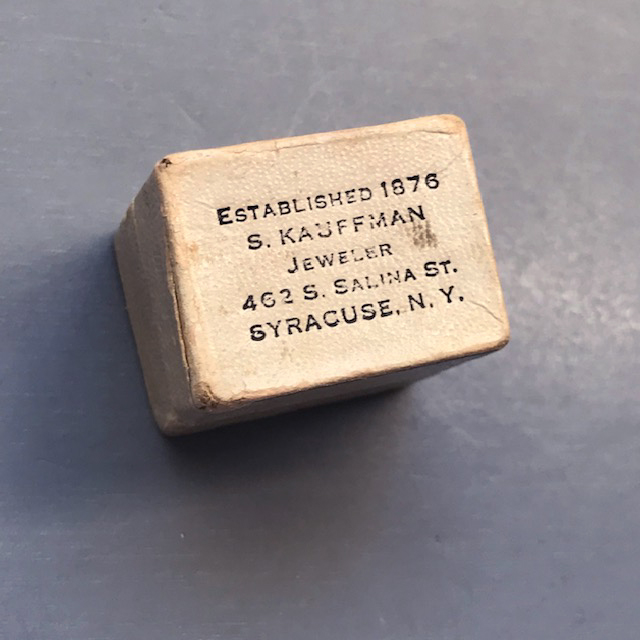 ESTABLISHED 1876
S. KAUFFMAN
JEWELER
462 S. SALINA ST.
SYRACUSE, N. Y.